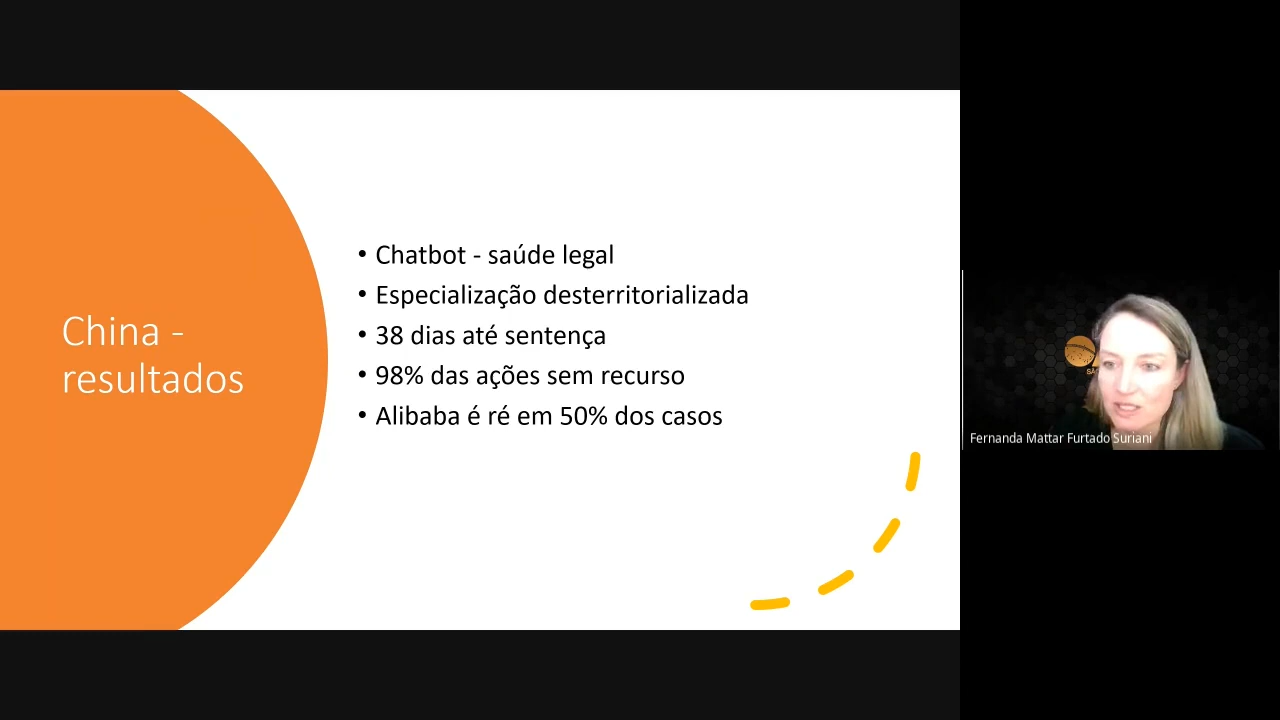 China -
resultados
• Chatbot - saúde legal
• Especialização desterritorializada
• 38 dias até sentença
• 98% das ações sem recurso
• Alibaba é ré em 50% dos casos
Fernanda Mattar Furtado Suriani